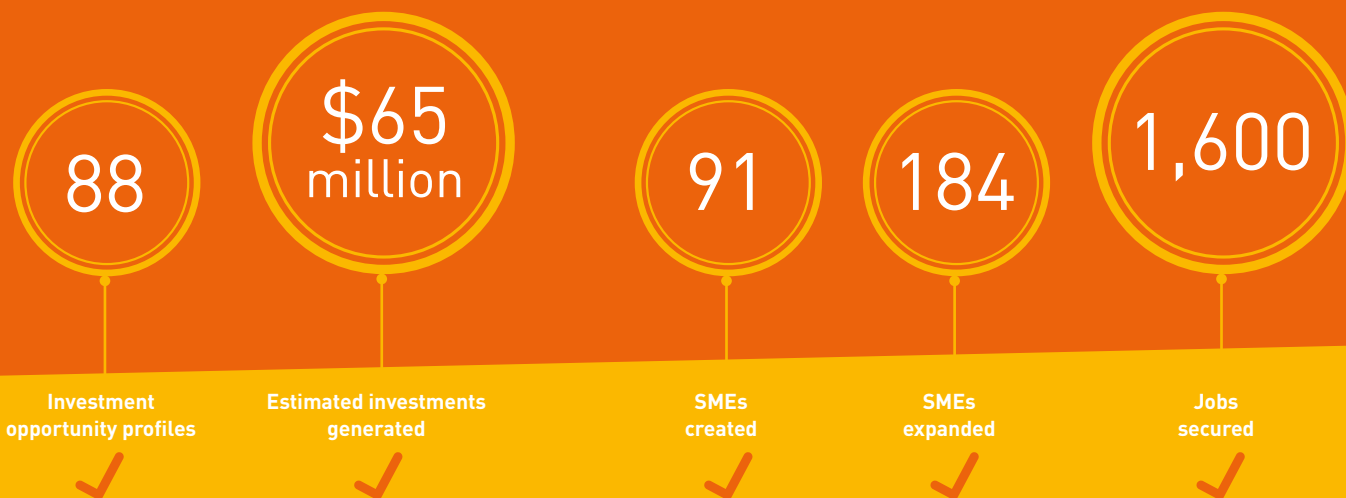 88
$65
million
91
184
1,600
Investment
opportunity profiles
Estimated investments
generated
SMEs
created
SMEs
expanded
Jobs
secured